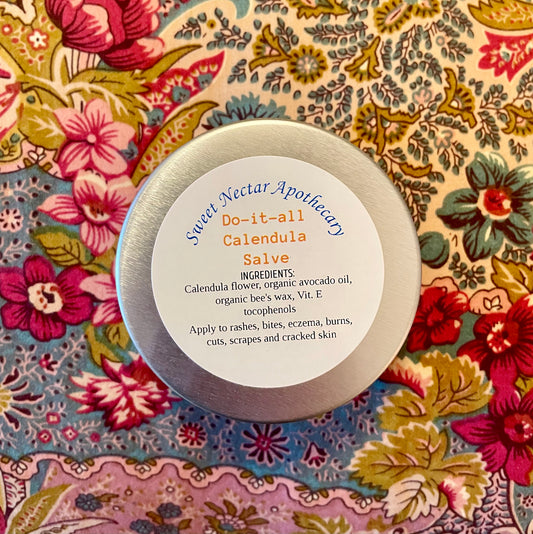 Sweet Nectar Apothecary
Do-it-all
Calendula
Salve
INGREDIENTS:
Calendula flower, organic avocado oil,
organic bee's wax, Vit. E
tocophenols
Apply to rashes, bites, eczema, burns,
cuts, scrapes and cracked skin